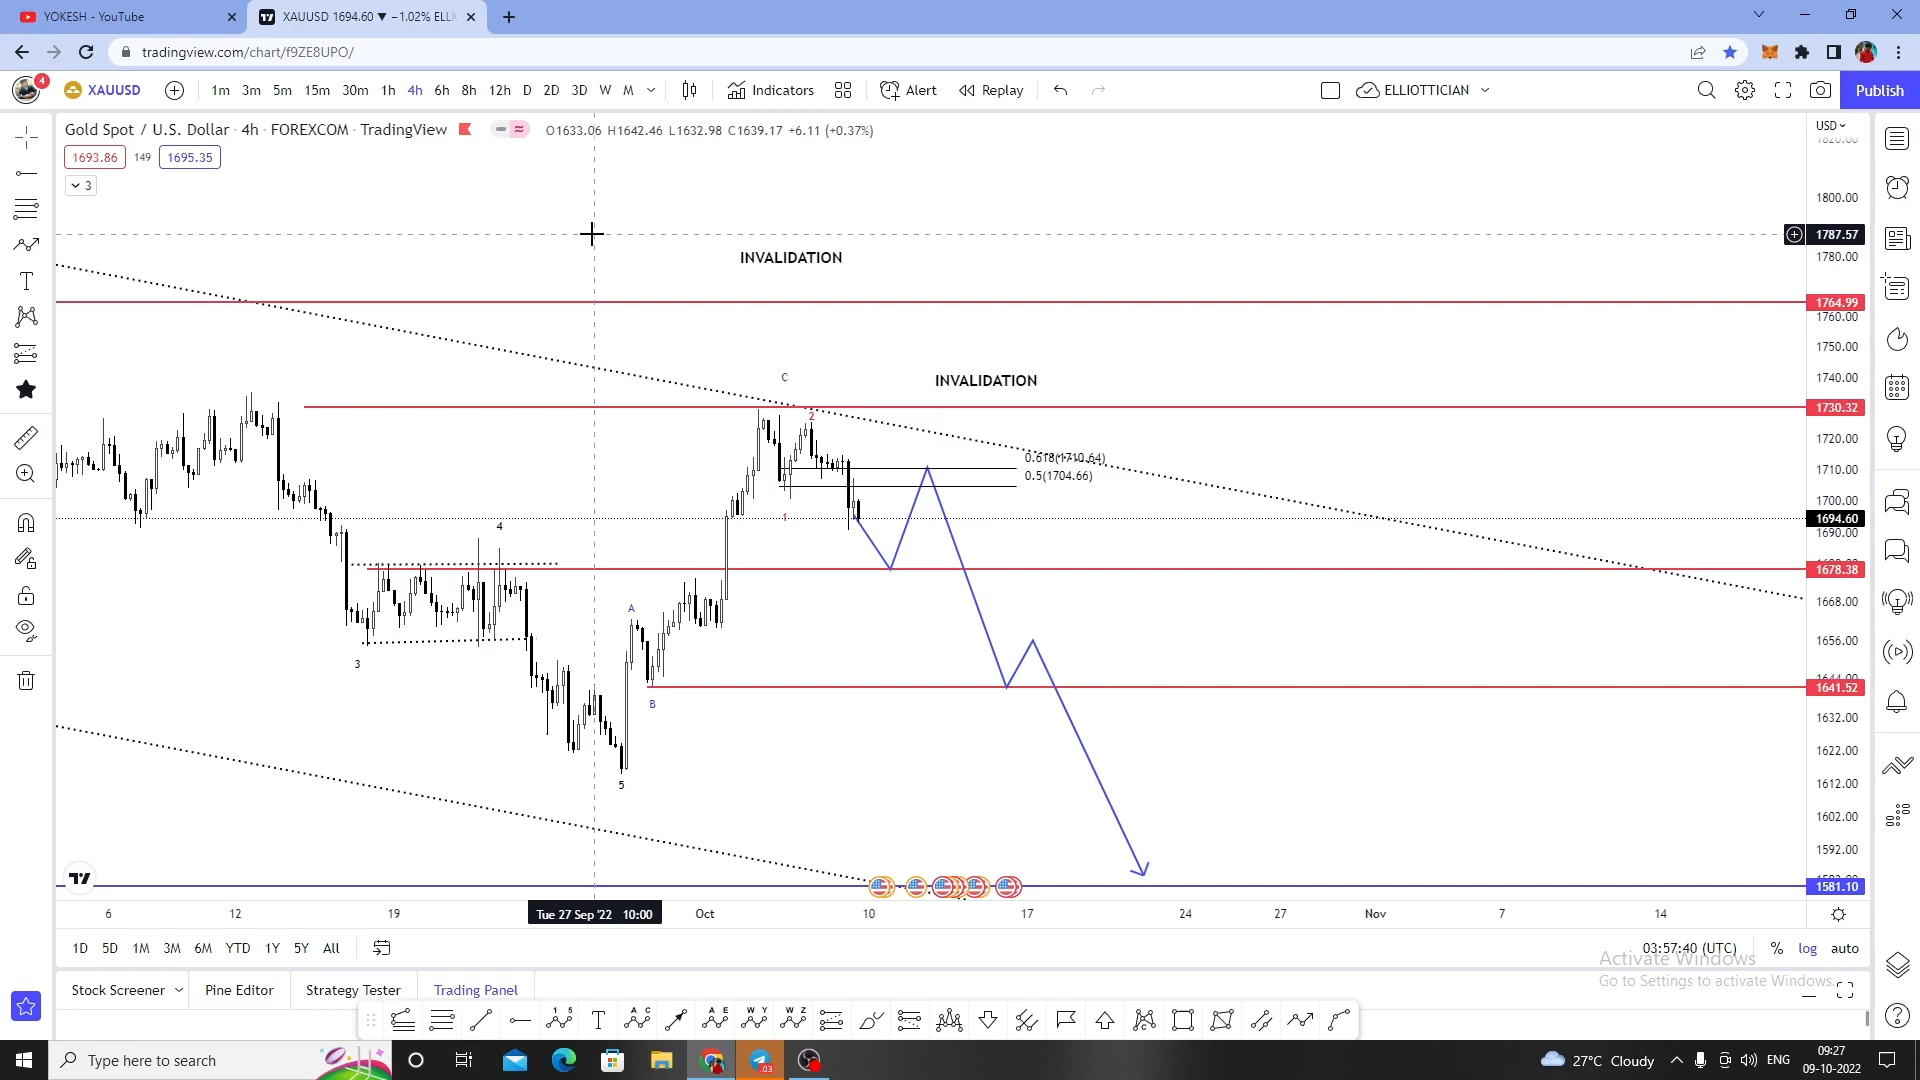 YOKESH - YouTube
XAUUSD 1694.60 ▼ −1.02% ELLI
tradingview.com/chart/f9ZE8UPO/
4
XAUUSD
1m 3m 5m 15m 30m 1h 4h 6h 8h 12h D 2D 3D W M
Indicators
Alert
Replay
ELLIOTTICIAN
Publish
Gold Spot / U.S. Dollar · 4h · FOREXCOM · TradingView
O1633.06 H1642.46 L1632.98 C1639.17 +6.11 (+0.37%)
USD
1693.86 149 1695.35
3
1800.00
1787.57
INVALIDATION
1780.00
1764.99
1760.00
1750.00
C
INVALIDATION
1740.00
1730.32
2
1720.00
0.618(1710.64)
1710.00
0.5(1704.66)
1700.00
1
1694.60
4
1690.00
1678.38
A
1668.00
3
1656.00
1644.00
1641.52
B
1632.00
1622.00
5
1612.00
1602.00
1592.00
1581.10
6 12 19 Tue 27 Sep '22 10:00 Oct 10 17 24 27 Nov 7 14
1D 5D 1M 3M 6M YTD 1Y 5Y All
03:57:40 (UTC) % log auto
Activate Windows
Go to Settings to activate Windows.
Stock Screener Pine Editor Strategy Tester Trading Panel
1 5
T
A C
A E
W Y
W Z
Type here to search
.03
27°C Cloudy
ENG
09:27
09-10-2022